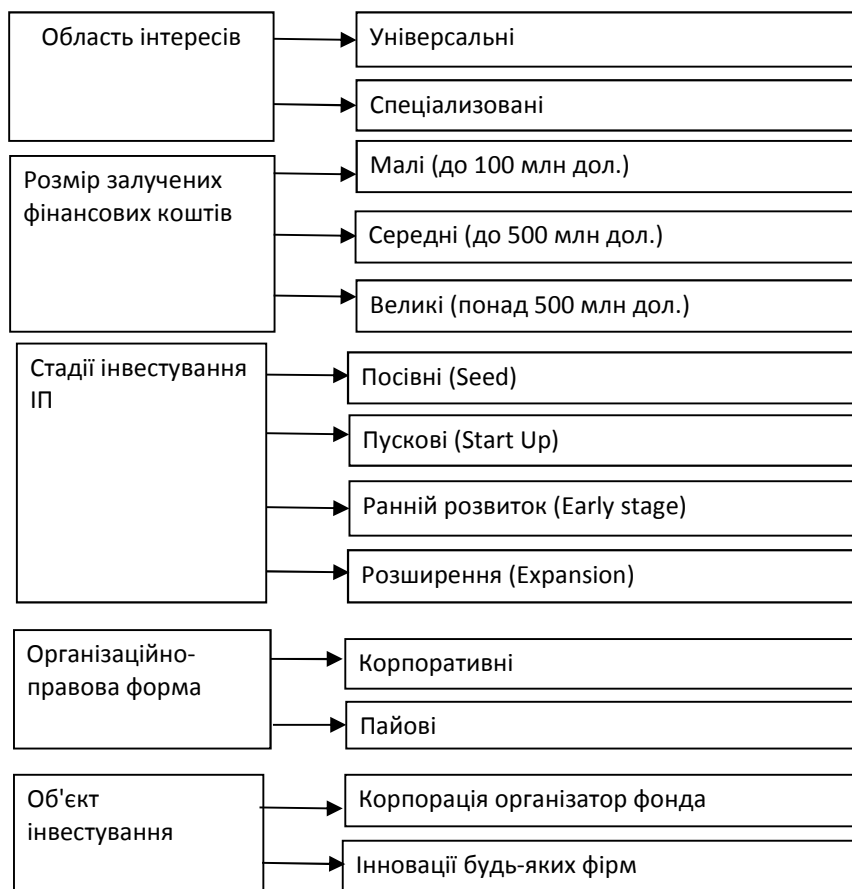 Область інтересів
Універсальні
Спеціалізовані
Розмір залучених
фінансових коштів
Малі (до 100 млн дол.)
Середні (до 500 млн дол.)
Великі (понад 500 млн дол.)
Стадії інвестування
ІП
Посівні (Seed)
Пускові (Start Up)
Ранній розвиток (Early stage)
Розширення (Expansion)
Організаційно-
правова форма
Корпоративні
Пайові
Об'єкт
інвестування
Корпорація організатор фонда
Інновації будь-яких фірм